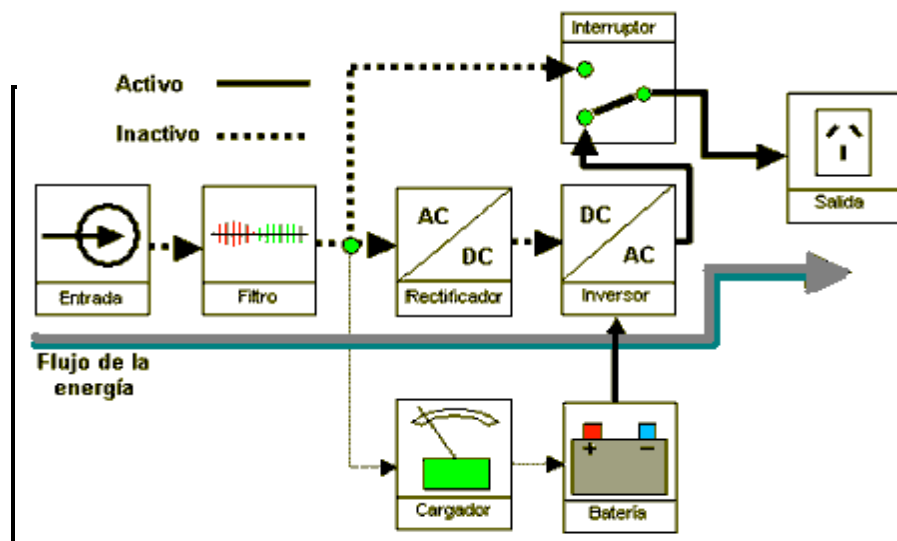 Interruptor
Activo
Inactivo
Salida
AC
DC
DC
AC
Entrada
Filtro
Rectificador
Inversor
Flujo de la
energía
+
−
Cargador
Batería